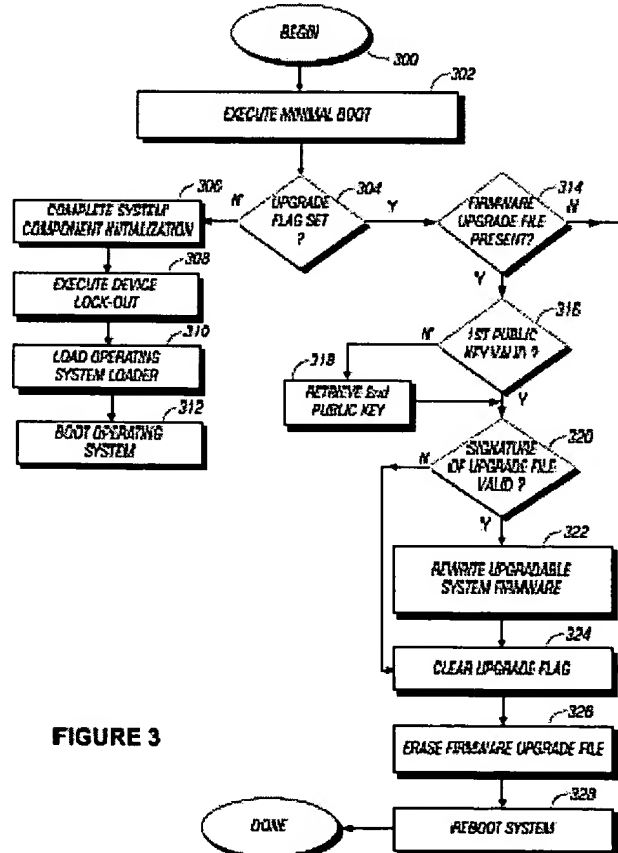 BEGIN
300
302
EXECUTE MINIMAL BOOT
304
UPGRADE
FLAG SET
?
N
Y
314
FIRMWARE
UPGRADE FILE
PRESENT?
N
Y
306
COMPLETE SYSTEM
COMPONENT INITIALIZATION
308
EXECUTE DEVICE
LOCK-OUT
310
LOAD OPERATING
SYSTEM LOADER
312
BOOT OPERATING
SYSTEM
316
1ST PUBLIC
KEY VALID ?
N
Y
318
RETRIEVE 2nd
PUBLIC KEY
320
SIGNATURE
OF UPGRADE FILE
VALID ?
N
Y
322
REWRITE UPGRADABLE
SYSTEM FIRMWARE
324
CLEAR UPGRADE FLAG
326
ERASE FIRMWARE UPGRADE FILE
328
REBOOT SYSTEM
DONE
FIGURE 3